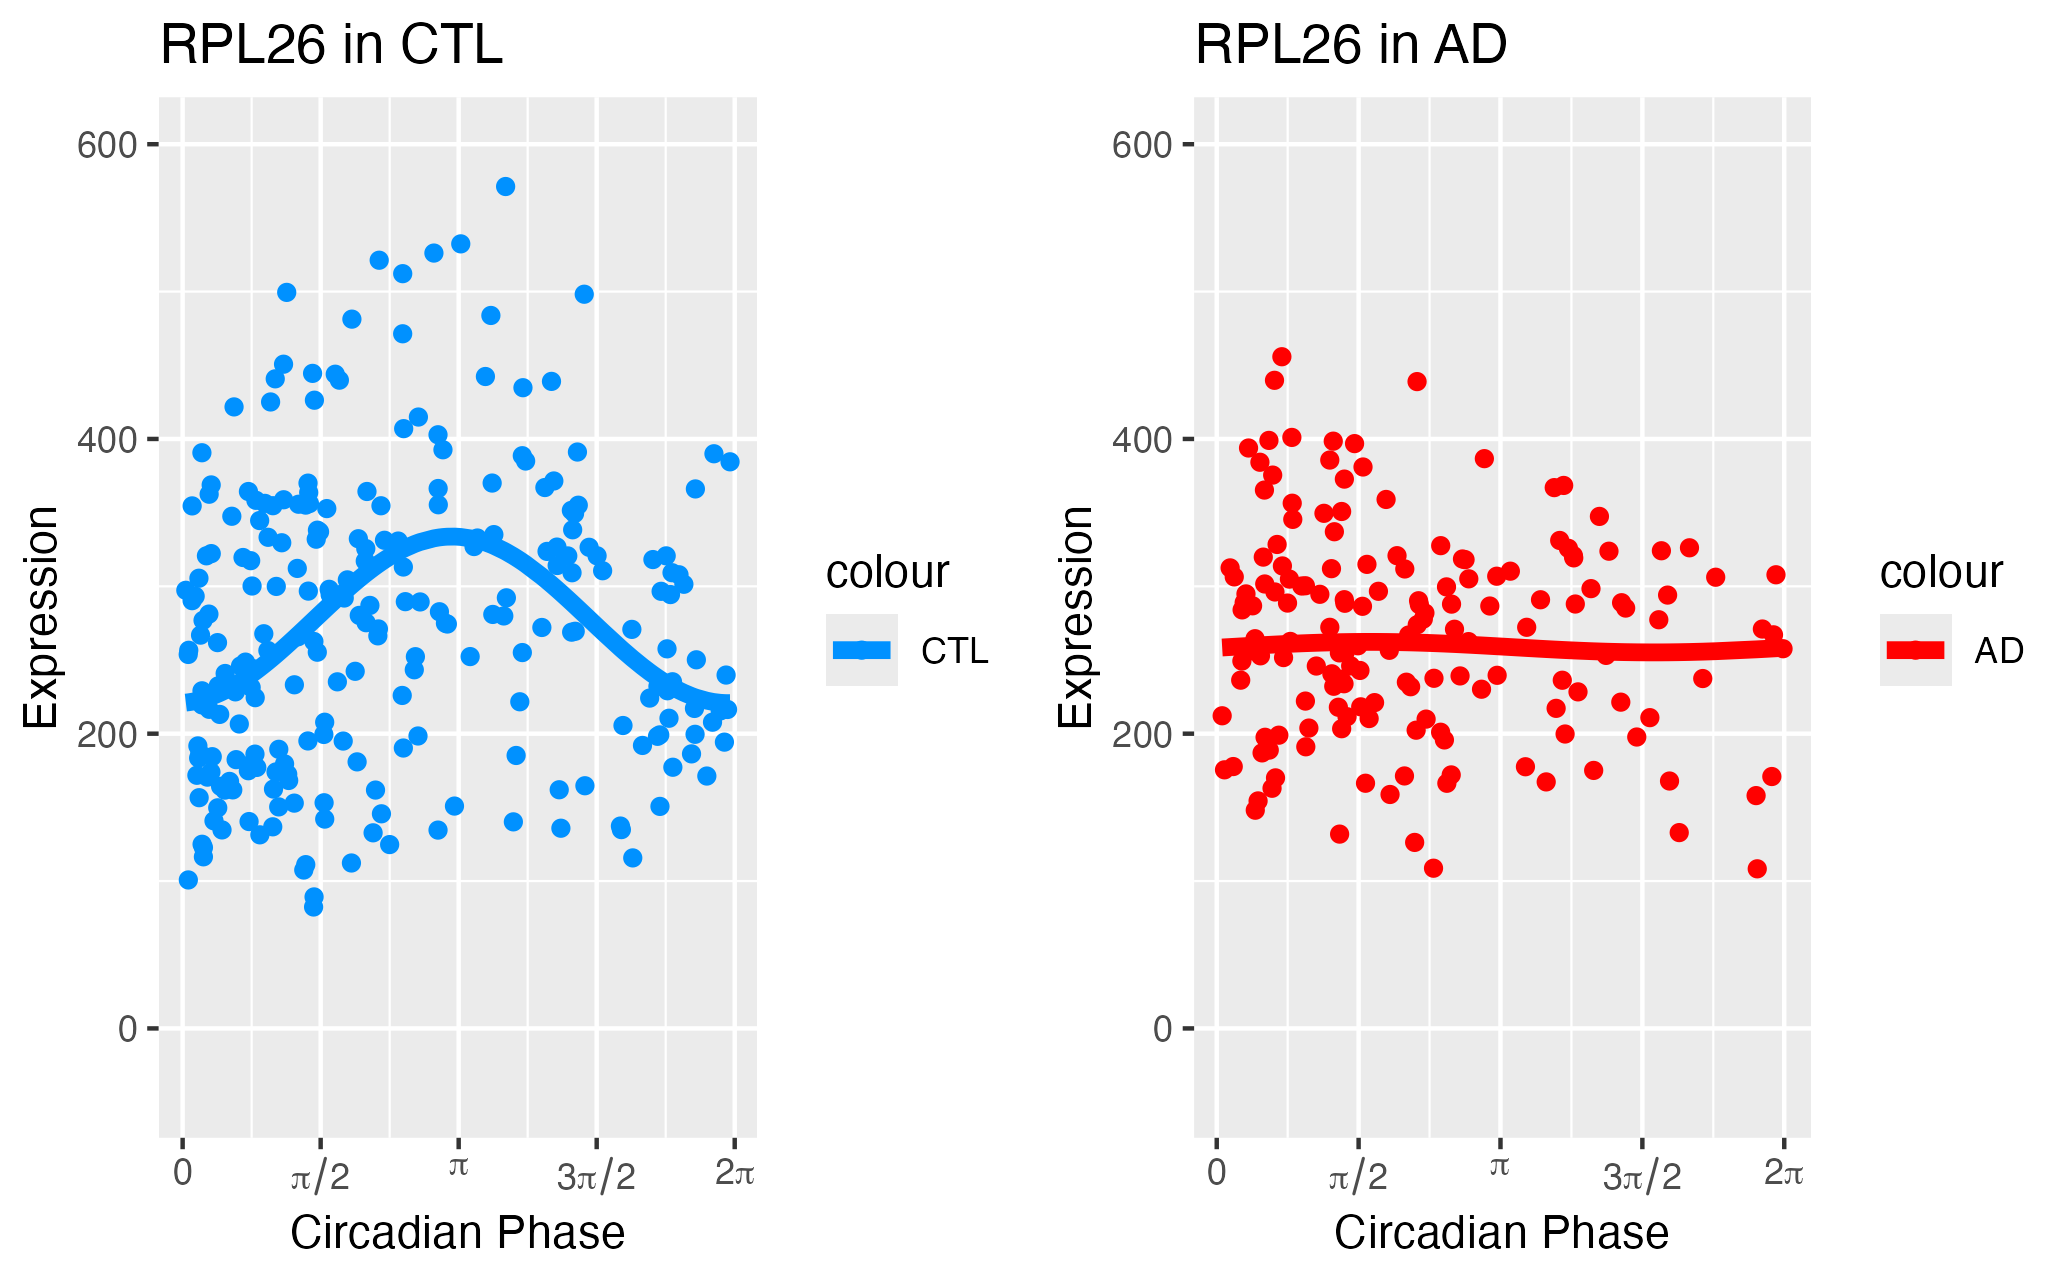 RPL26 in CTL
600
400
200
0
Expression
0 π/2 π 3π/2 2π
Circadian Phase
colour
CTL
RPL26 in AD
600
400
200
0
Expression
0 π/2 π 3π/2 2π
Circadian Phase
colour
AD